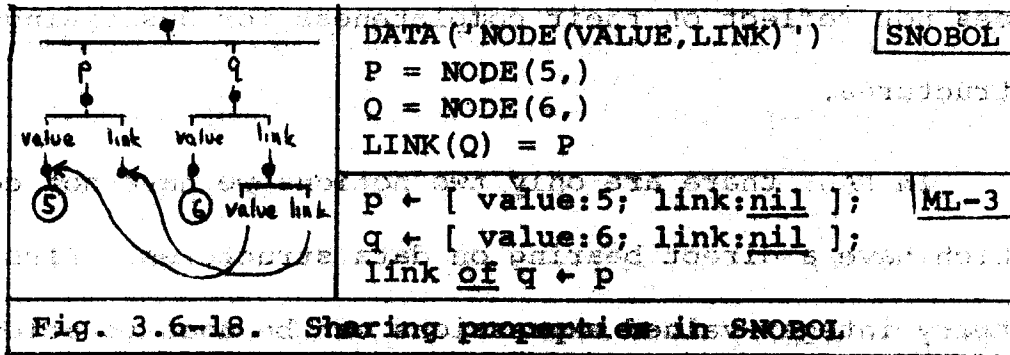 p q
value link value link
5 6 value link
DATA('NODE(VALUE,LINK)') SNOBOL
P = NODE(5,)
Q = NODE(6,)
LINK(Q) = P
p ← [ value:5; link:nil ]; ML-3
q ← [ value:6; link:nil ];
link of q ← p
Fig. 3.6-18. Sharing properties in SNOBOL